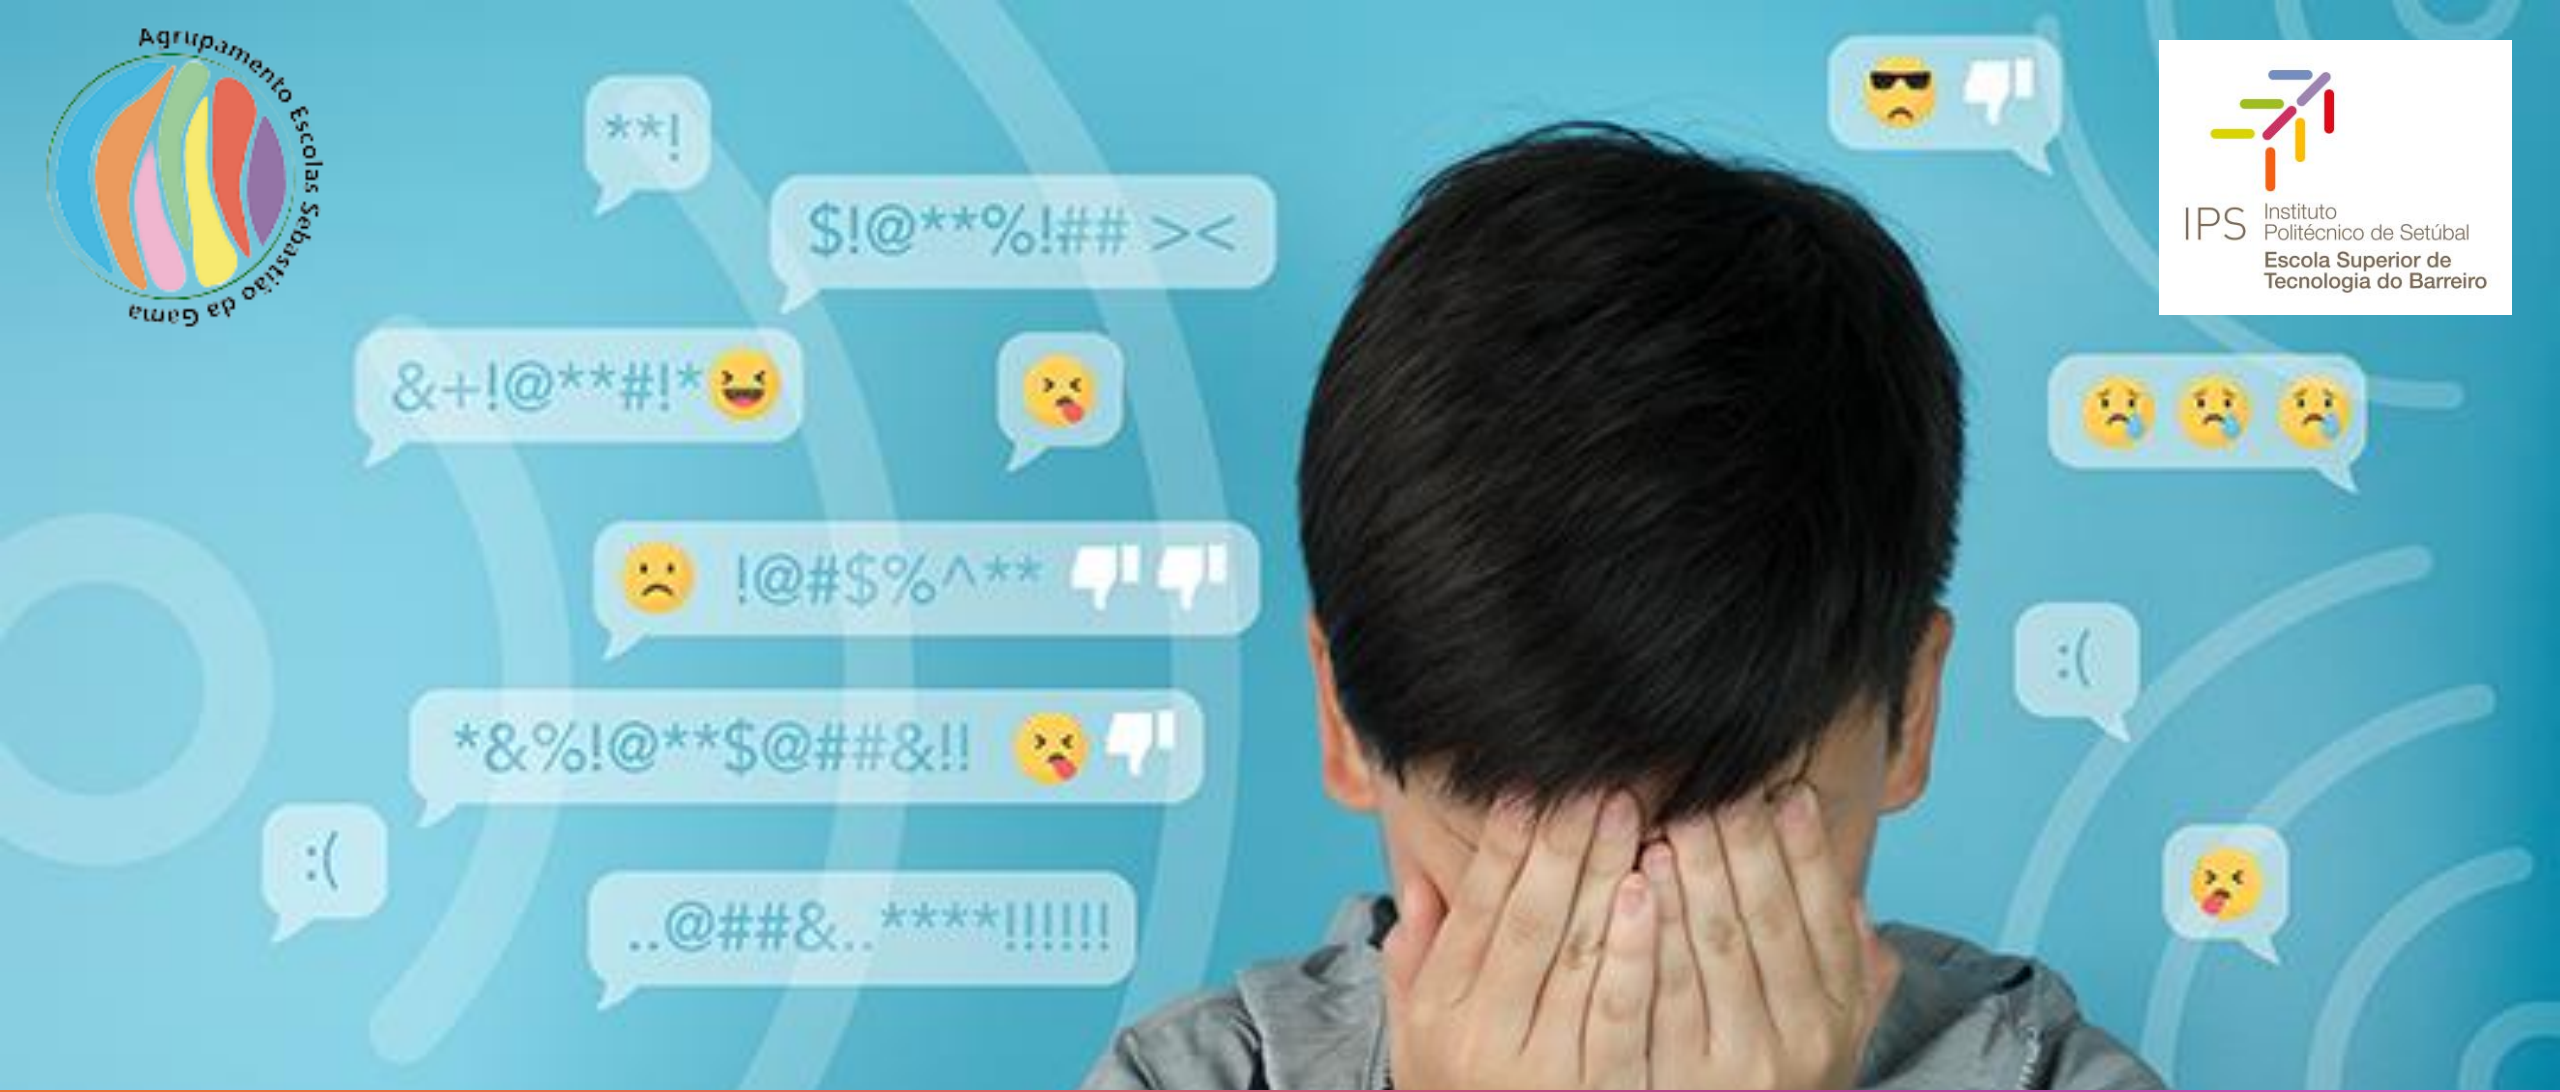 Agrupamento Escolas Sebastião da Gama
**!
$!@**%!## ><
&+!@**#!*
!@#$%^**
*&%!@**$@##&!!
:(
..@##&..****!!!!!!
:(
IPS
Instituto
Politécnico de Setúbal
Escola Superior de
Tecnologia do Barreiro